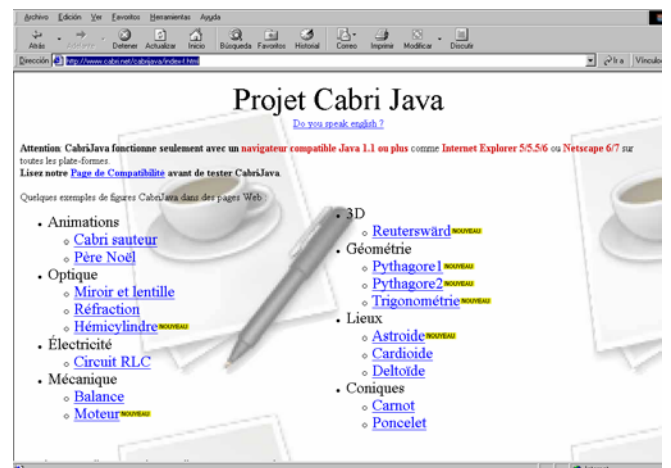 Archivo Edición Ver Favoritos Herramientas Ayuda
Atrás Adelante Detener Actualizar Inicio Búsqueda Favoritos Historial Correo Imprimir Modificar Discutir
Dirección http://www.cabri.net/cabrijava/index-f.html Ir a Vínculos
Projet Cabri Java
Do you speak english ?
Attention: CabriJava fonctionne seulement avec un navigateur compatible Java 1.1 ou plus comme Internet Explorer 5/5.5/6 ou Netscape 6/7 sur
toutes les plate-formes.
Lisez notre Page de Compatibilité avant de tester CabriJava.
Quelques exemples de figures CabriJava dans des pages Web :
• Animations
◦ Cabri sauteur
◦ Père Noël
• Optique
◦ Miroir et lentille
◦ Réfraction
◦ Hémicylindre NOUVEAU
• Électricité
◦ Circuit RLC
• Mécanique
◦ Balance
◦ Moteur NOUVEAU
• 3D
◦ Reuterswärd NOUVEAU
• Géométrie
◦ Pythagore1 NOUVEAU
◦ Pythagore2 NOUVEAU
◦ Trigonométrie NOUVEAU
• Lieux
◦ Astroide NOUVEAU
◦ Cardioide
◦ Deltoïde
• Coniques
◦ Carnot
◦ Poncelet